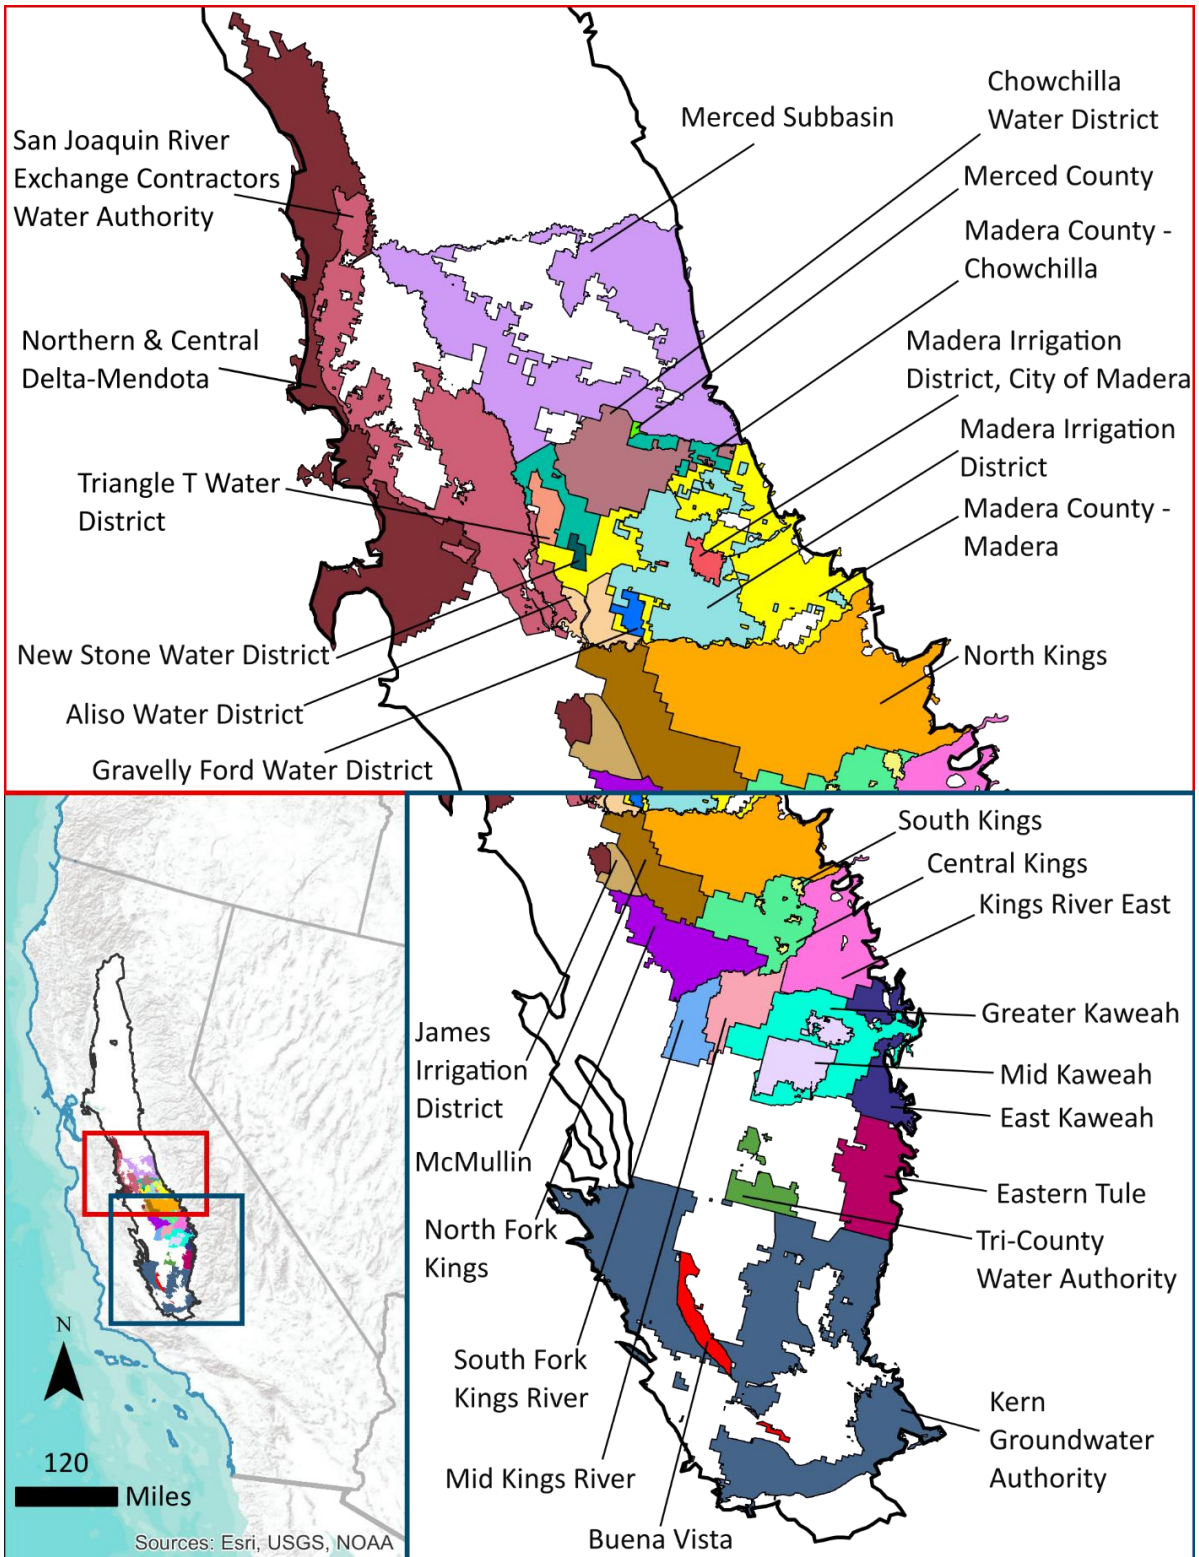 Chowchilla
Water District
Merced Subbasin
San Joaquin River
Exchange Contractors
Water Authority
Merced County
Madera County -
Chowchilla
Northern & Central
Delta-Mendota
Madera Irrigation
District, City of Madera
Madera Irrigation
District
Triangle T Water
District
Madera County -
Madera
New Stone Water District
North Kings
Aliso Water District
Gravelly Ford Water District
South Kings
Central Kings
Kings River East
Greater Kaweah
James
Irrigation
District
Mid Kaweah
East Kaweah
McMullin
Eastern Tule
North Fork
Kings
Tri-County
Water Authority
South Fork
Kings River
Kern
Groundwater
Authority
Mid Kings River
Buena Vista
N
120
Miles
Sources: Esri, USGS, NOAA